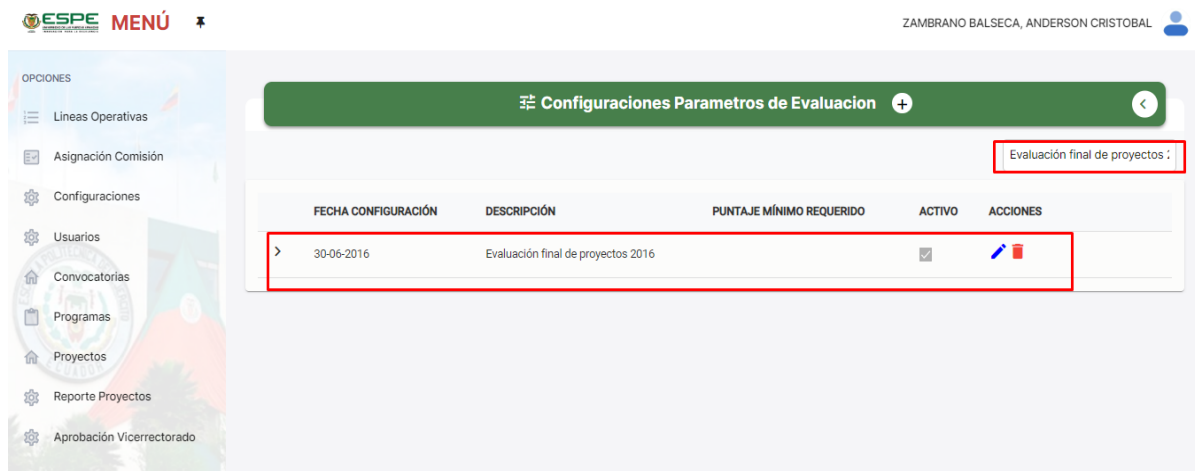 ESPE MENÚ
ZAMBRANO BALSECA, ANDERSON CRISTOBAL
OPCIONES
Lineas Operativas
Asignación Comisión
Configuraciones
Usuarios
Convocatorias
Programas
Proyectos
Reporte Proyectos
Aprobación Vicerrectorado
Configuraciones Parametros de Evaluacion
Evaluación final de proyectos 2
FECHA CONFIGURACIÓN DESCRIPCIÓN PUNTAJE MÍNIMO REQUERIDO ACTIVO ACCIONES
30-06-2016 Evaluación final de proyectos 2016